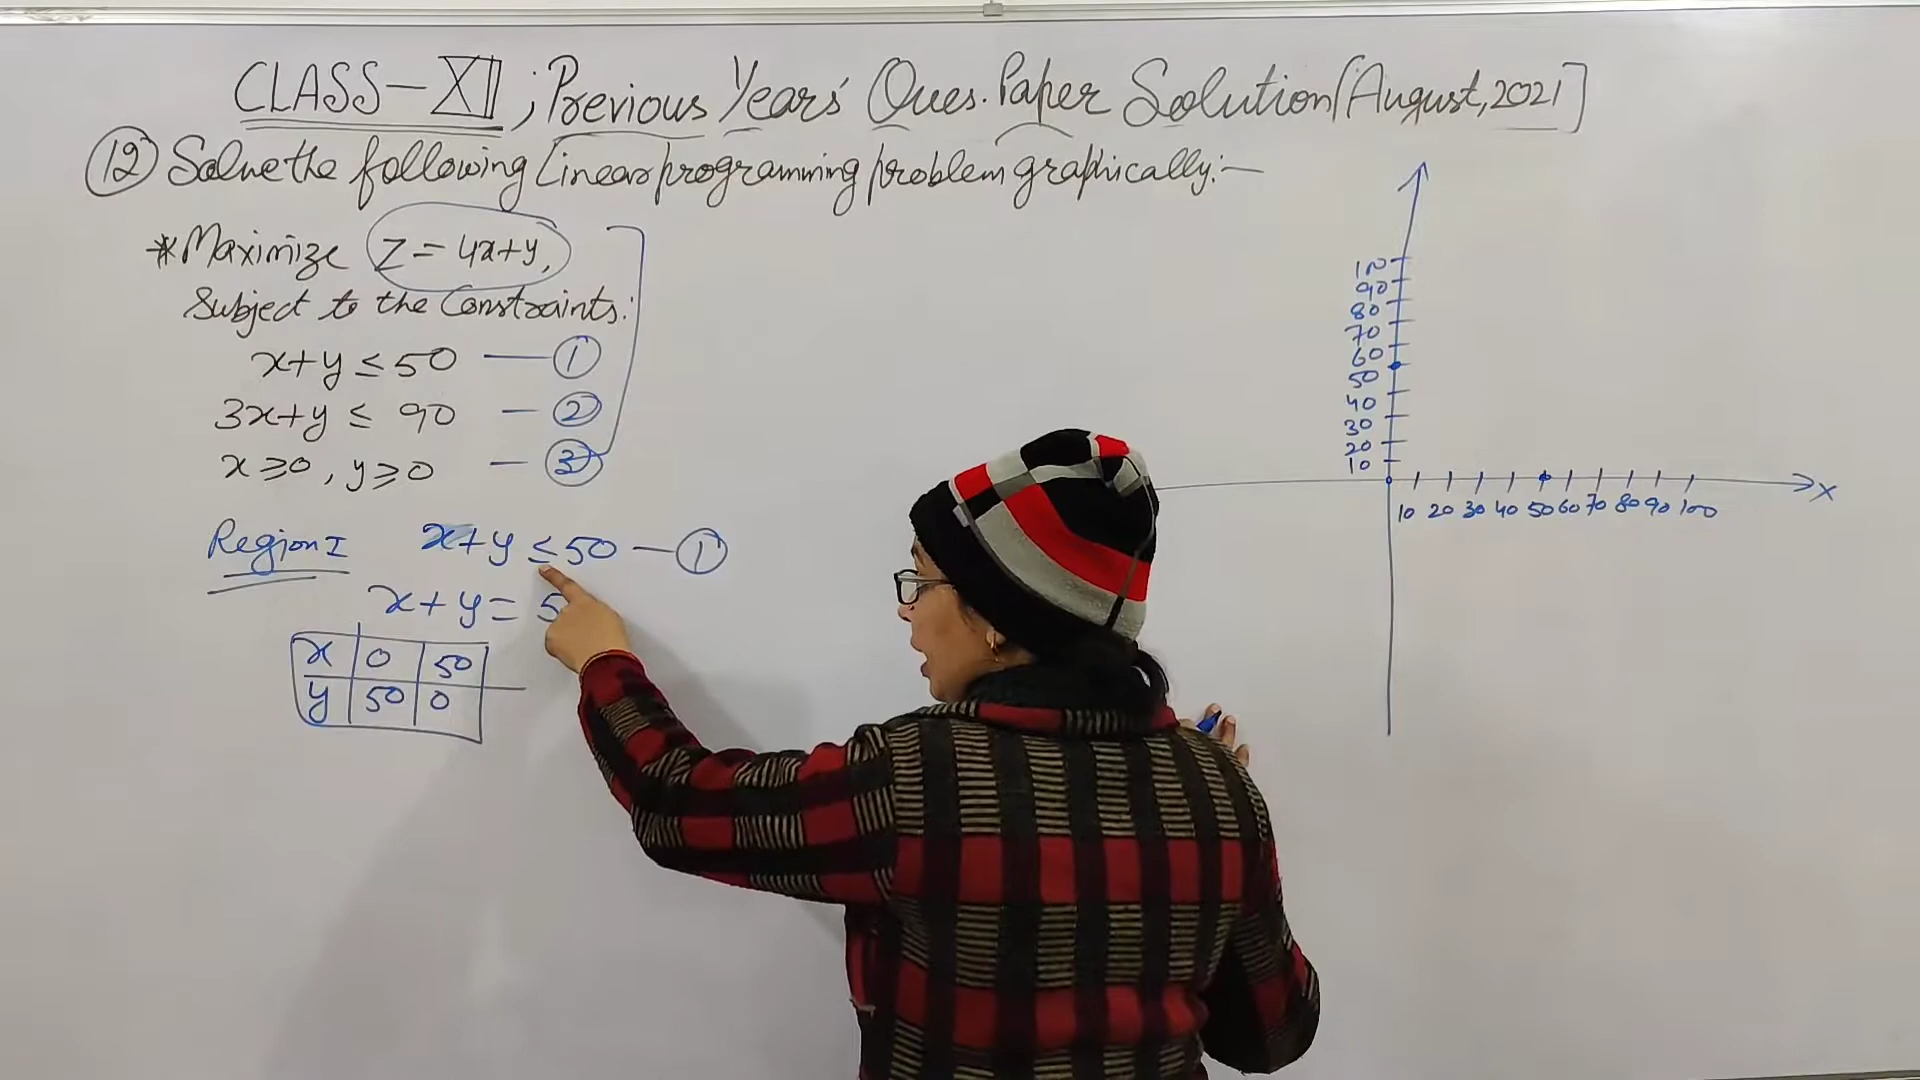 CLASS-XII; Previous Years' Ques. Paper Solution [August, 2021]
12 Solve the following Linear programming problem graphically:-
*Maximize Z = 4x+y,
Subject to the Constraints:
x+y ≤ 50 — 1
3x+y ≤ 90 — 2
x ≥ 0, y ≥ 0 — 3
Region I x+y ≤ 50 — 1
x+y = 5
x 0 50
y 50 0
90
80
70
60
50
40
30
20
10
10 20 30 40 50 60 70 80 90 100 X